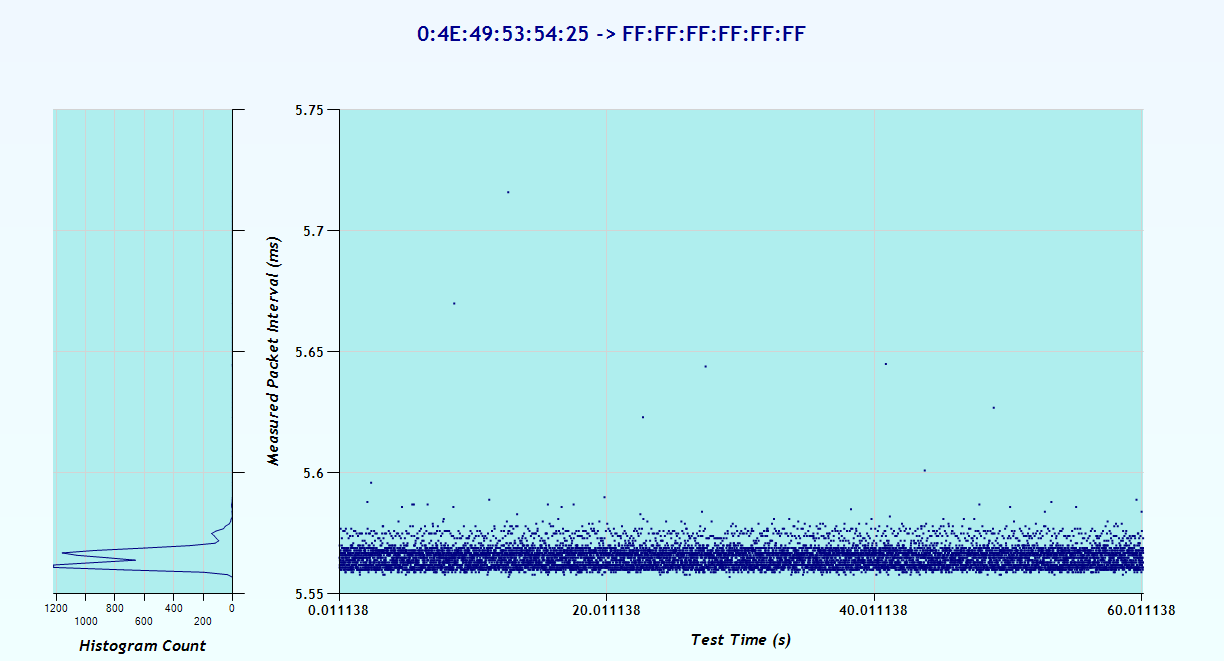 0:4E:49:53:54:25 -> FF:FF:FF:FF:FF:FF
5.75
5.7
5.65
5.6
5.55
Measured Packet Interval (ms)
1200 1000 800 600 400 200 0
Histogram Count
0.011138 20.011138 40.011138 60.011138
Test Time (s)